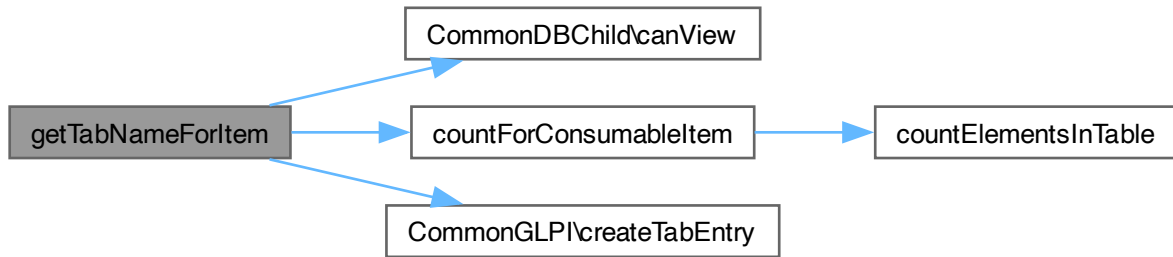 CommonDBChild\canView
getTabNameForItem
countForConsumableItem
countElementsInTable
CommonGLPI\createTabEntry